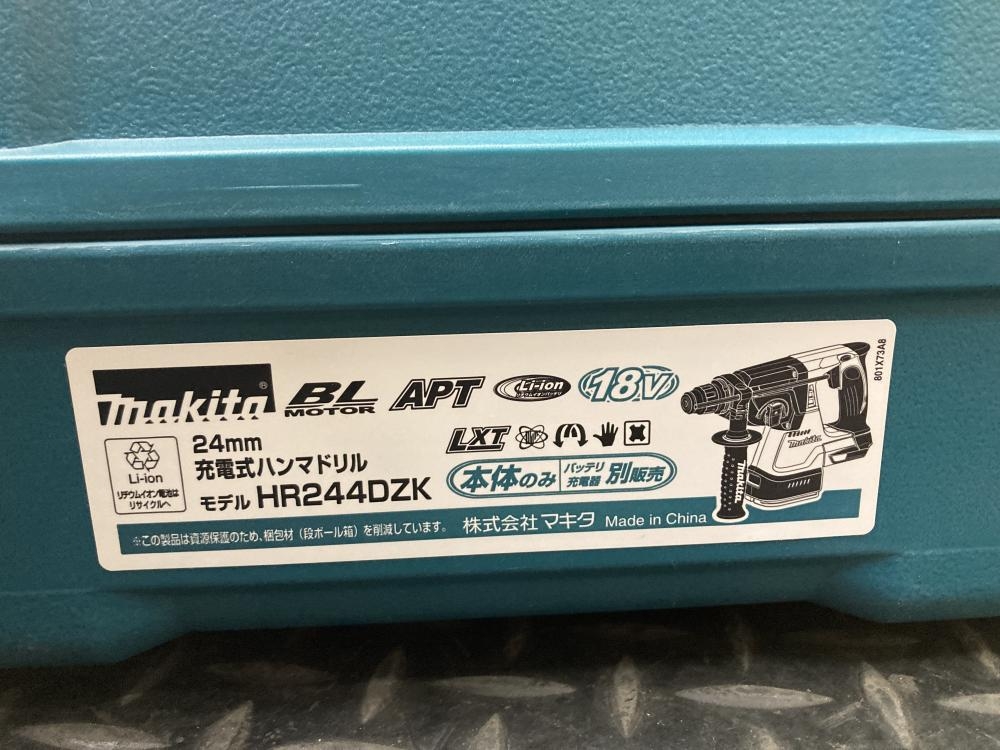 makita®
BL
MOTOR
APT
Li-ion
リチウムイオンバッテリ
18V
Li-ion
リチウムイオン電池は
リサイクルへ
24mm
充電式ハンマドリル
モデル HR244DZK
LXT
本体のみ
バッテリ
充電器
別販売
makita
makita
801X73A8
※この製品は資源保護のため、梱包材（段ボール箱）を削減しています。
株式会社マキタ Made in China